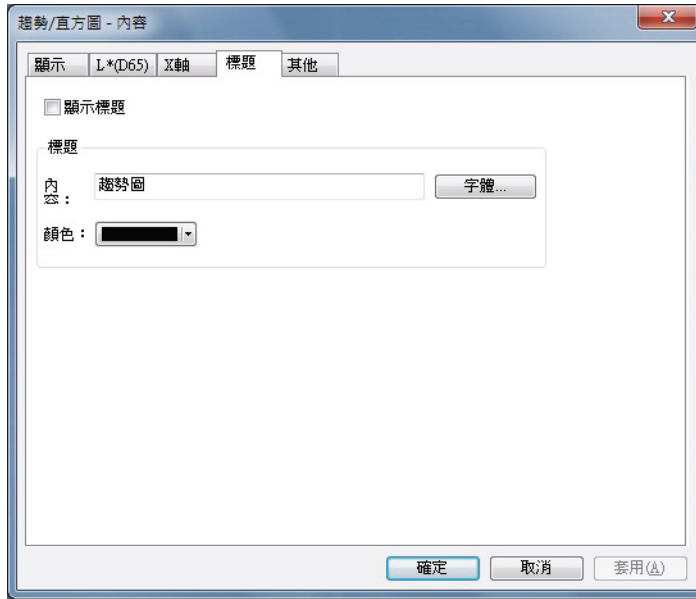 趨勢/直方圖 - 內容
顯示
L*(D65)
X軸
標題
其他
顯示標題
標題
內容：
趨勢圖
字體...
顏色：
確定
取消
套用(A)